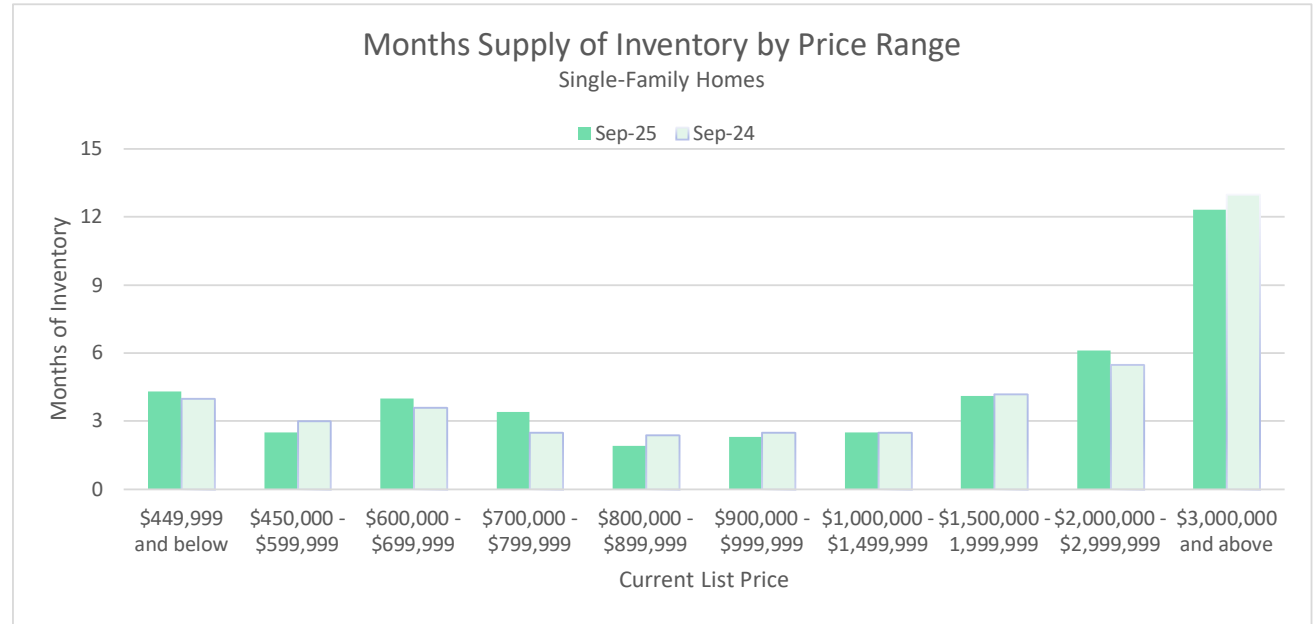 Months Supply of Inventory by Price Range
Single-Family Homes
Sep-25 Sep-24
15
12
9
6
3
0
Months of Inventory
$449,999 and below
$450,000 - $599,999
$600,000 - $699,999
$700,000 - $799,999
$800,000 - $899,999
$900,000 - $999,999
$1,000,000 - $1,499,999
$1,500,000 - 1,999,999
$2,000,000 - $2,999,999
$3,000,000 and above
Current List Price